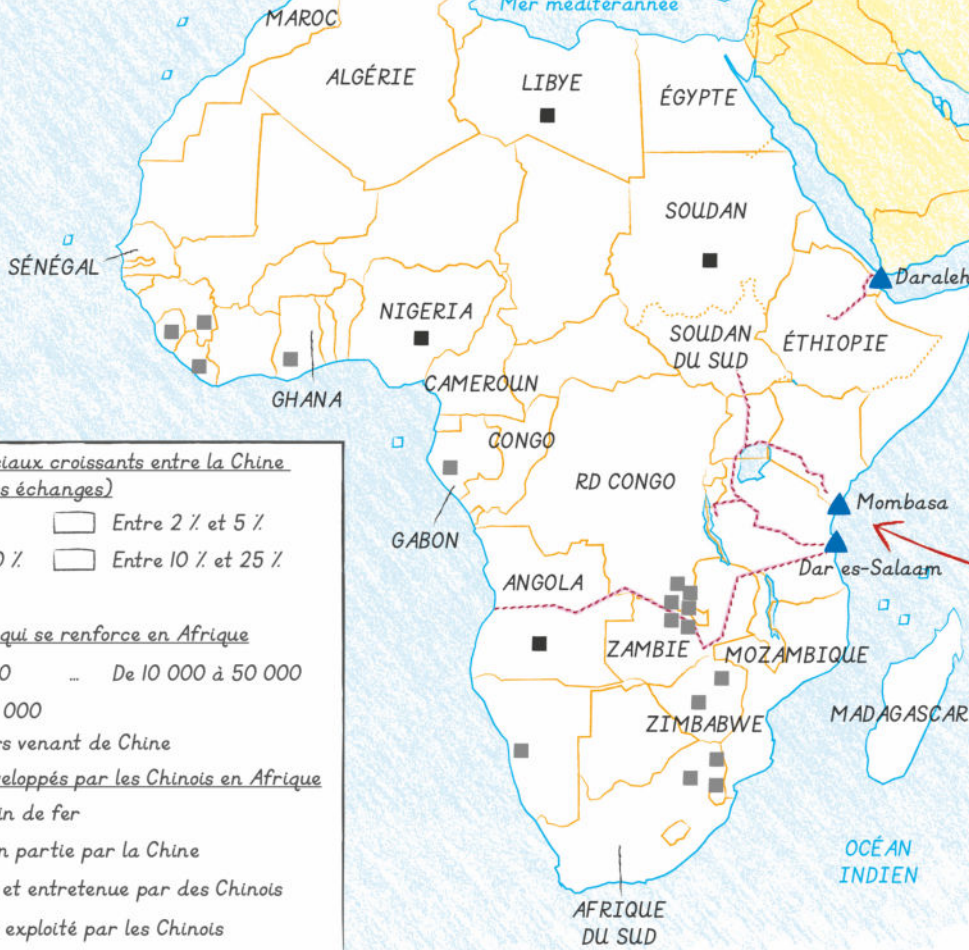 Mer méditerannée
MAROC
ALGÉRIE
LIBYE
ÉGYPTE
SOUDAN
SÉNÉGAL
Daraleh
NIGERIA
SOUDAN
DU SUD
ÉTHIOPIE
CAMEROUN
GHANA
CONGO
RD CONGO
GABON
Mombasa
Dar es-Salaam
ANGOLA
ZAMBIE
MOZAMBIQUE
ZIMBABWE
MADAGASCAR
OCÉAN
INDIEN
AFRIQUE
DU SUD
ciaux croissants entre la Chine
s échanges)
Entre 2 % et 5 %
0 % Entre 10 % et 25 %
qui se renforce en Afrique
0 ... De 10 000 à 50 000
000
rs venant de Chine
veloppés par les Chinois en Afrique
in de fer
n partie par la Chine
et entretenue par des Chinois
exploité par les Chinois